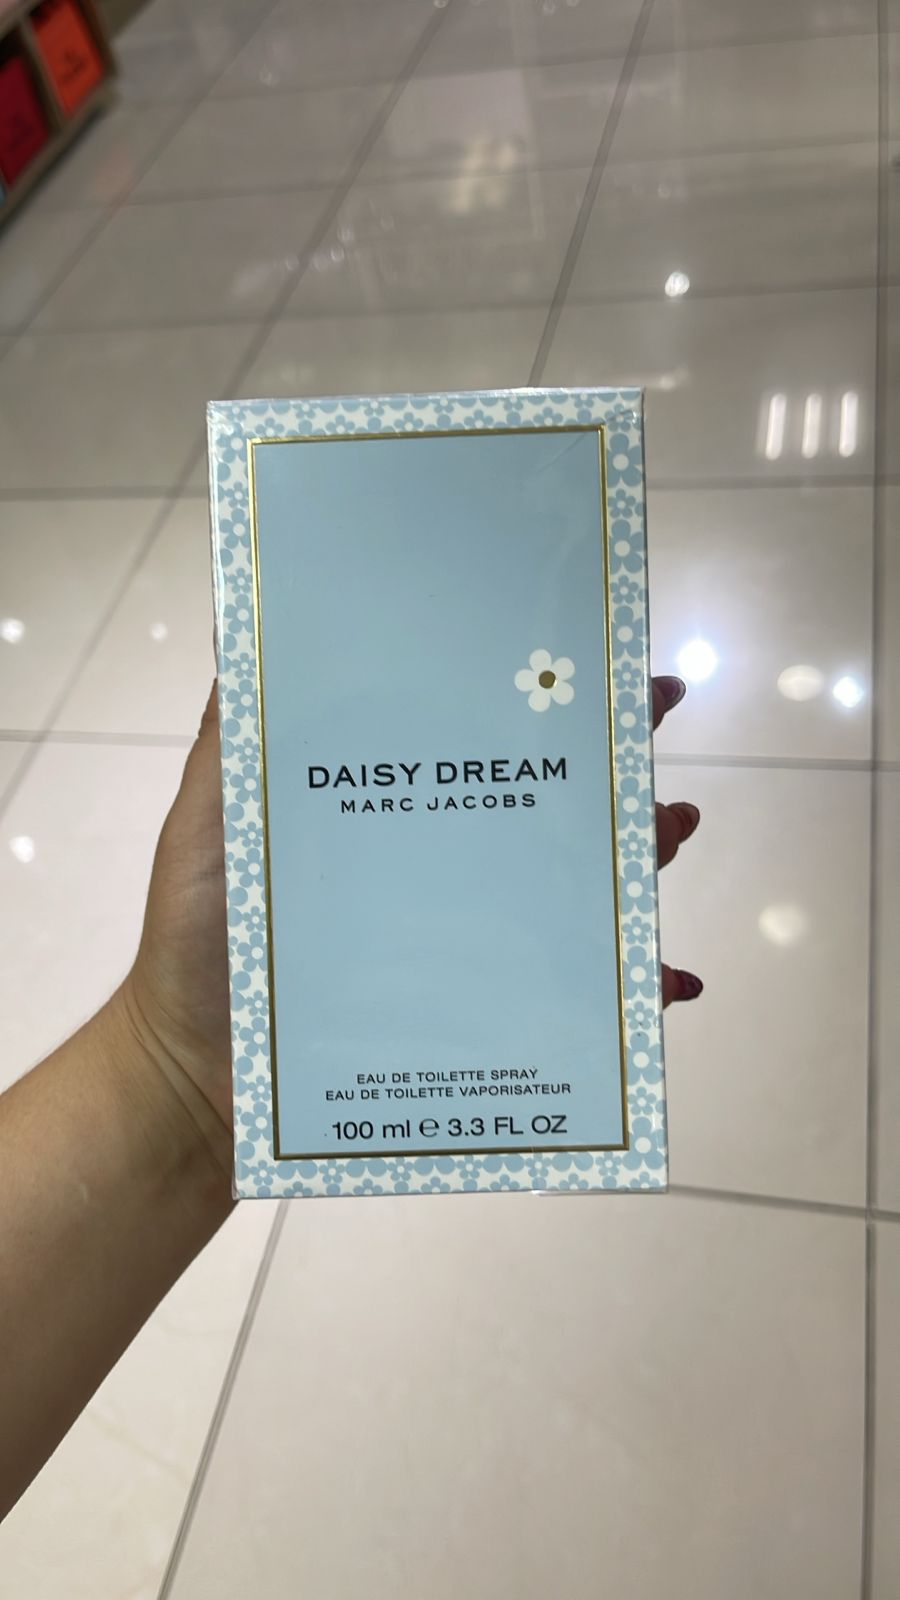 DAISY DREAM
MARC JACOBS
EAU DE TOILETTE SPRAY
EAU DE TOILETTE VAPORISATEUR
100 ml ℮ 3.3 FL OZ